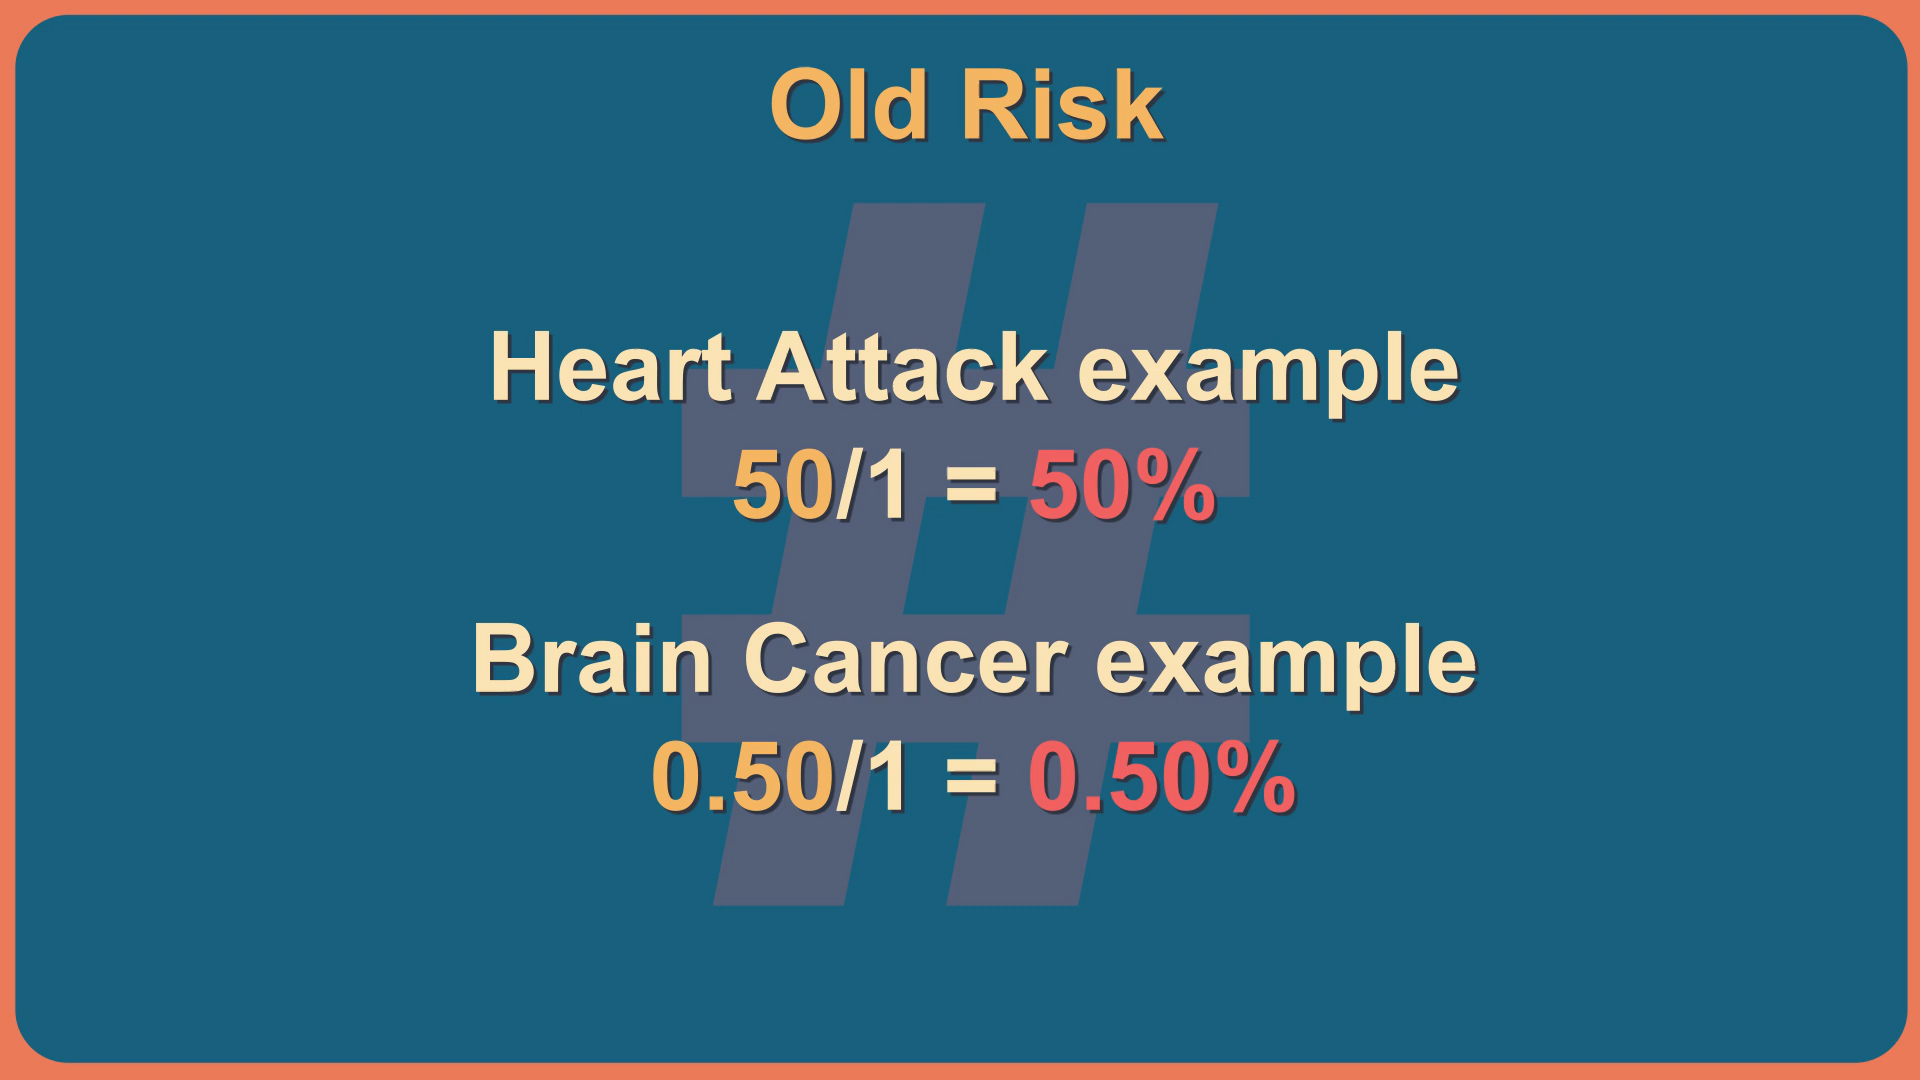 Old Risk
Heart Attack example
50/1 = 50%
Brain Cancer example
0.50/1 = 0.50%